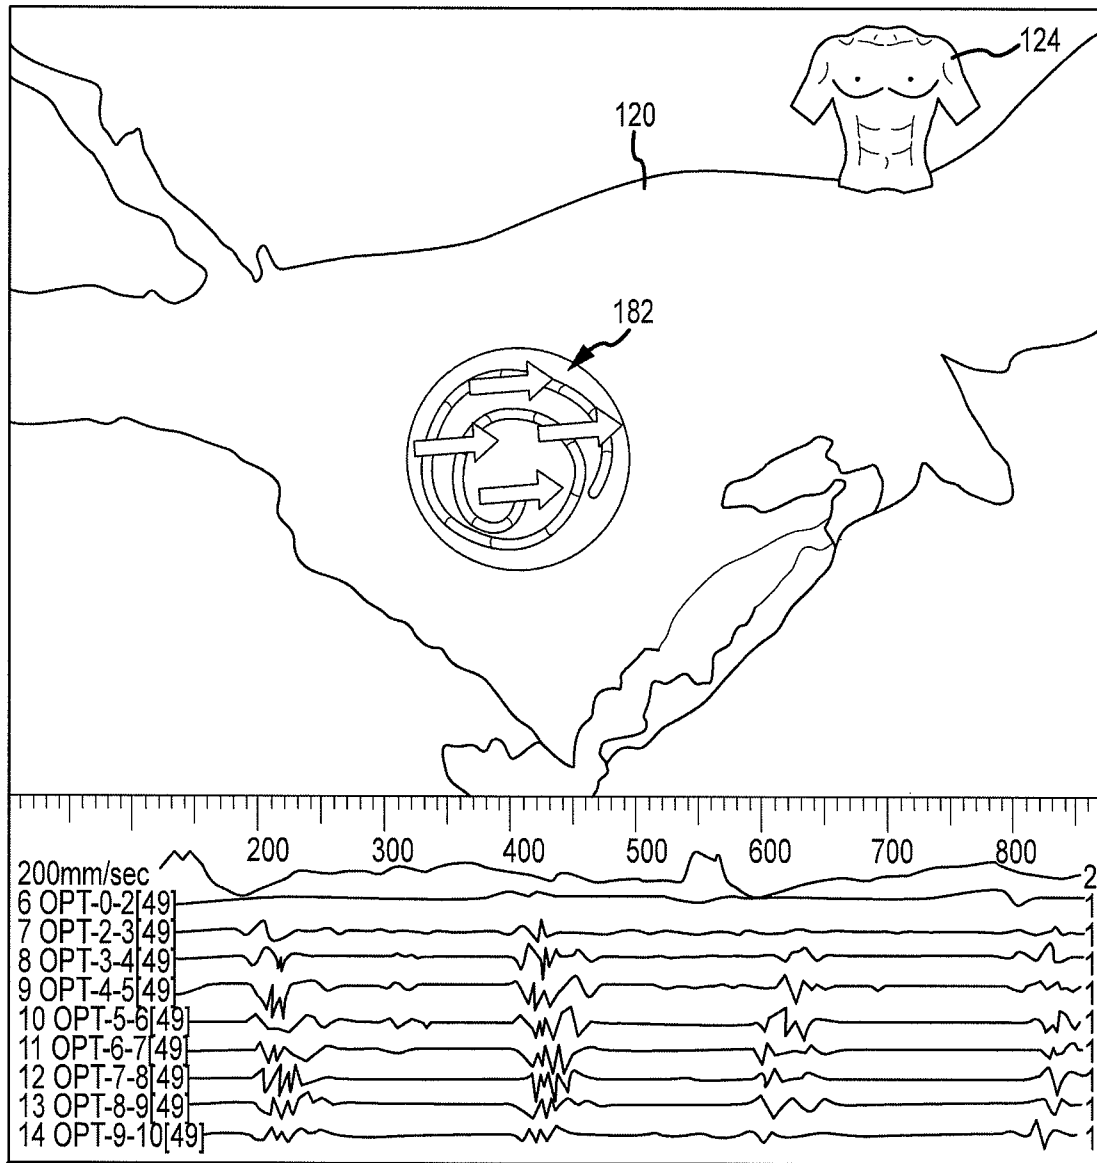 124
120
182
200 300 400 500 600 700 800
200mm/sec 2
6 OPT-0-2[49] 1
7 OPT-2-3[49] 1
8 OPT-3-4[49] 1
9 OPT-4-5[49] 1
10 OPT-5-6[49] 1
11 OPT-6-7[49] 1
12 OPT-7-8[49] 1
13 OPT-8-9[49] 1
14 OPT-9-10[49] 1